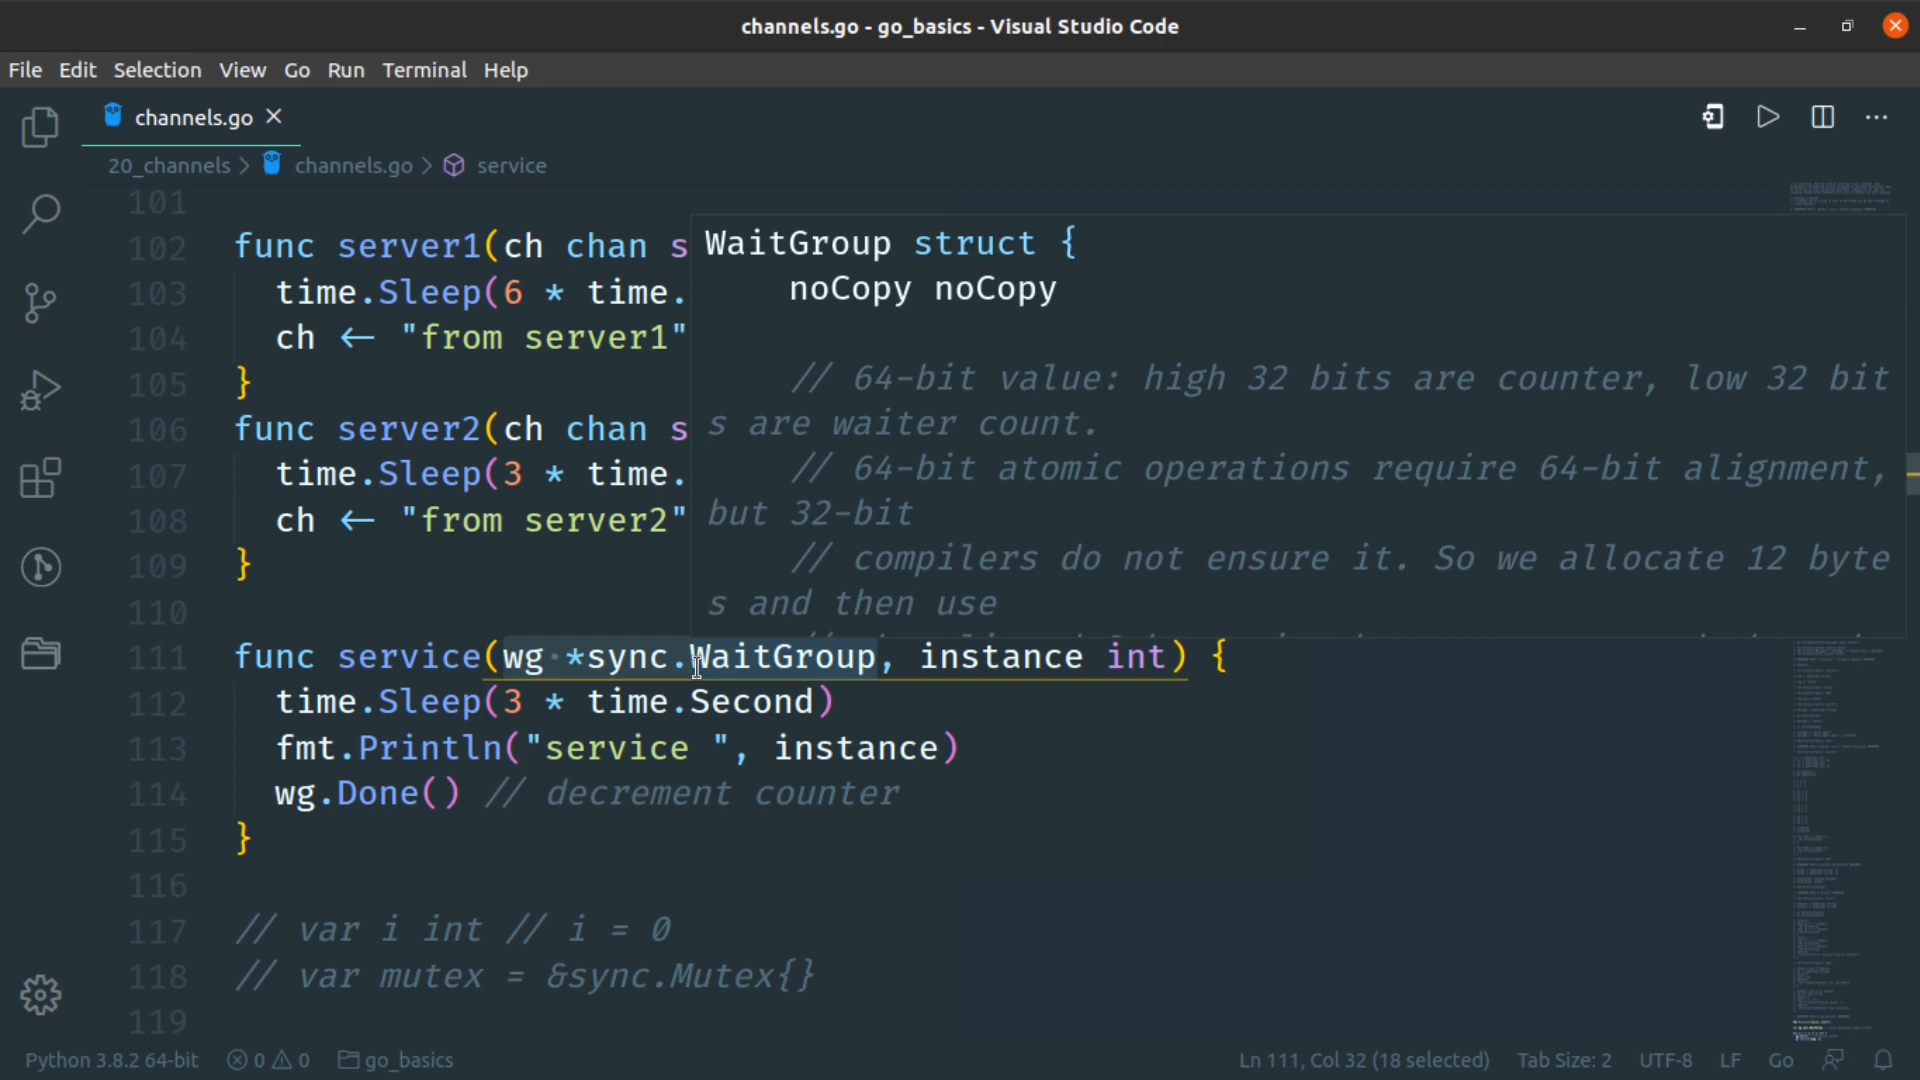 channels.go - go_basics - Visual Studio Code
File Edit Selection View Go Run Terminal Help
channels.go
20_channels > channels.go > service
101
102 func server1(ch chan s
103 time.Sleep(6 * time.
104 ch <- "from server1"
105 }
106 func server2(ch chan s
107 time.Sleep(3 * time.
108 ch <- "from server2"
109 }
110
WaitGroup struct {
noCopy noCopy
// 64-bit value: high 32 bits are counter, low 32 bit
s are waiter count.
// 64-bit atomic operations require 64-bit alignment,
but 32-bit
// compilers do not ensure it. So we allocate 12 byte
s and then use
111 func service(wg *sync.WaitGroup, instance int) {
112 time.Sleep(3 * time.Second)
113 fmt.Println("service ", instance)
114 wg.Done() // decrement counter
115 }
116
117 // var i int // i = 0
118 // var mutex = &sync.Mutex{}
119
Python 3.8.2 64-bit 0 0 go_basics Ln 111, Col 32 (18 selected) Tab Size: 2 UTF-8 LF Go